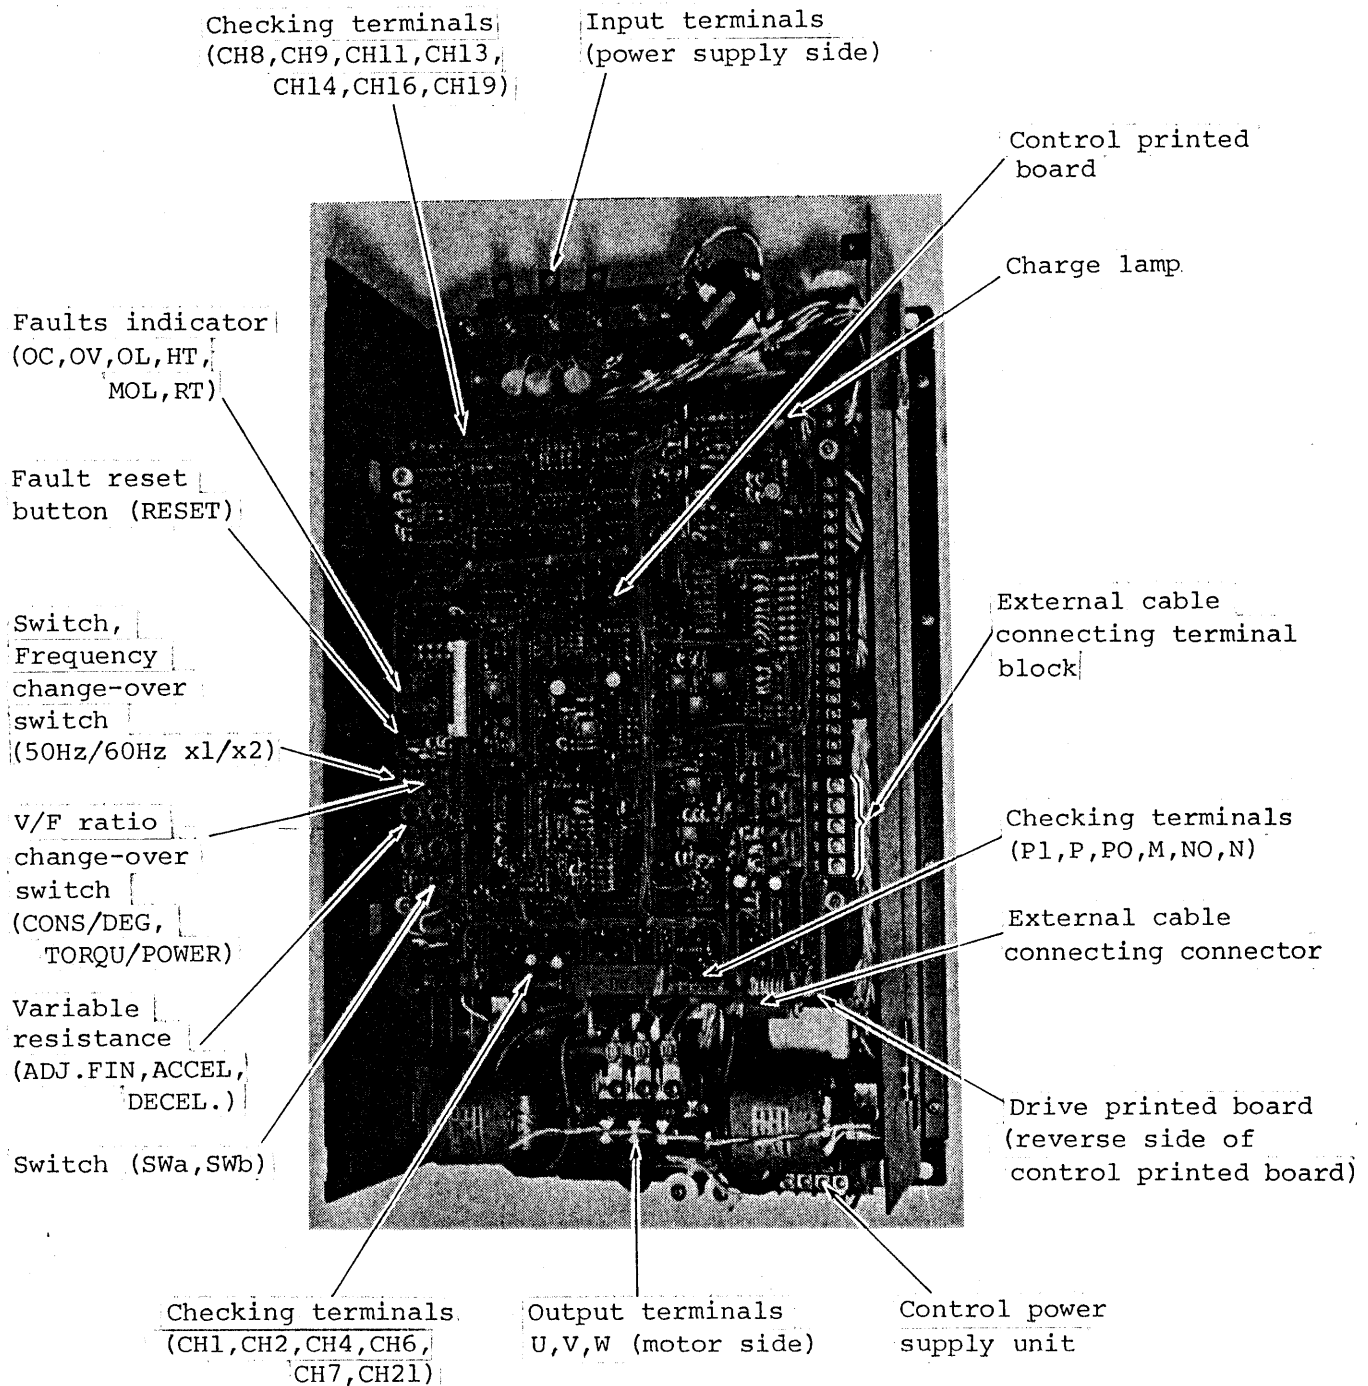 Checking terminals
(CH8,CH9,CH11,CH13,
CH14,CH16,CH19)
Input terminals
(power supply side)
Control printed
board
Charge lamp
Faults indicator
(OC,OV,OL,HT,
MOL,RT)
Fault reset
button (RESET)
Switch,
Frequency
change-over
switch
(50Hz/60Hz x1/x2)
V/F ratio
change-over
switch
(CONS/DEG,
TORQU/POWER)
Variable
resistance
(ADJ.FIN,ACCEL,
DECEL.)
Switch (SWa,SWb)
External cable
connecting terminal
block
Checking terminals
(P1,P,PO,M,NO,N)
External cable
connecting connector
Drive printed board
(reverse side of
control printed board)
Checking terminals
(CH1,CH2,CH4,CH6,
CH7,CH21)
Output terminals
U,V,W (motor side)
Control power
supply unit